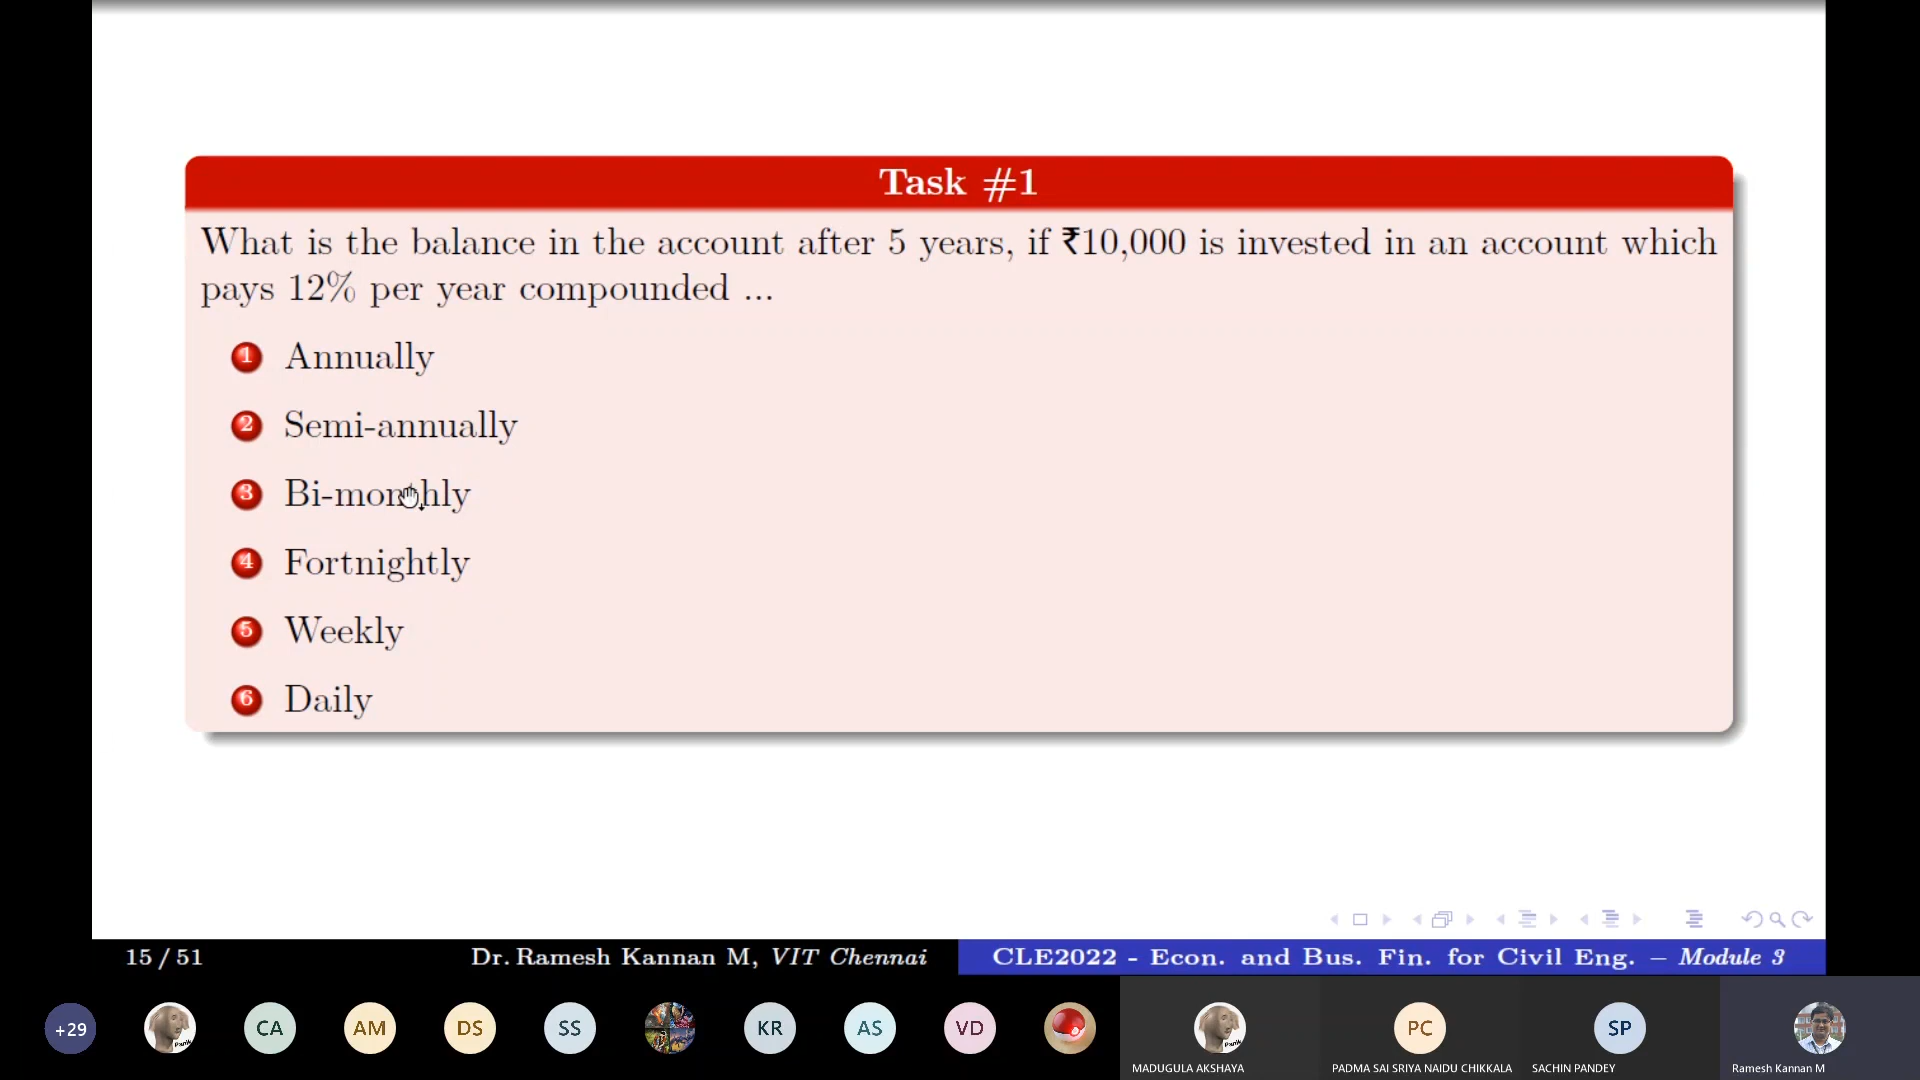 Task #1
What is the balance in the account after 5 years, if ₹10,000 is invested in an account which
pays 12% per year compounded ...
1 Annually
2 Semi-annually
3 Bi-monthly
4 Fortnightly
5 Weekly
6 Daily
15 / 51 Dr. Ramesh Kannan M, VIT Chennai CLE2022 - Econ. and Bus. Fin. for Civil Eng. – Module 3
+29 Panik CA AM DS SS KR AS VD Panik PC SP
MADUGULA AKSHAYA PADMA SAI SRIYA NAIDU CHIKKALA SACHIN PANDEY Ramesh Kannan M